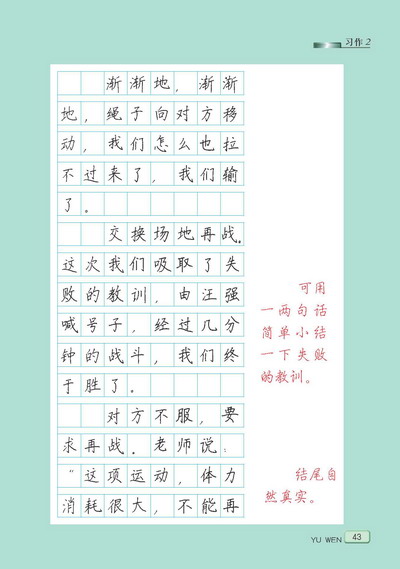 习作 2
渐渐地，渐渐
地，绳子向对方移
动，我们怎么也拉
不过来了，我们输
了。
交换场地再战。
这次我们吸取了失
败的教训，由汪强
喊号子，经过几分
钟的战斗，我们终
于胜了。
对方不服，要
求再战。老师说：
“这项运动，体力
消耗很大，不能再
可用
一两句话
简单小结
一下失败
的教训。
结尾自
然真实。
YU WEN 43